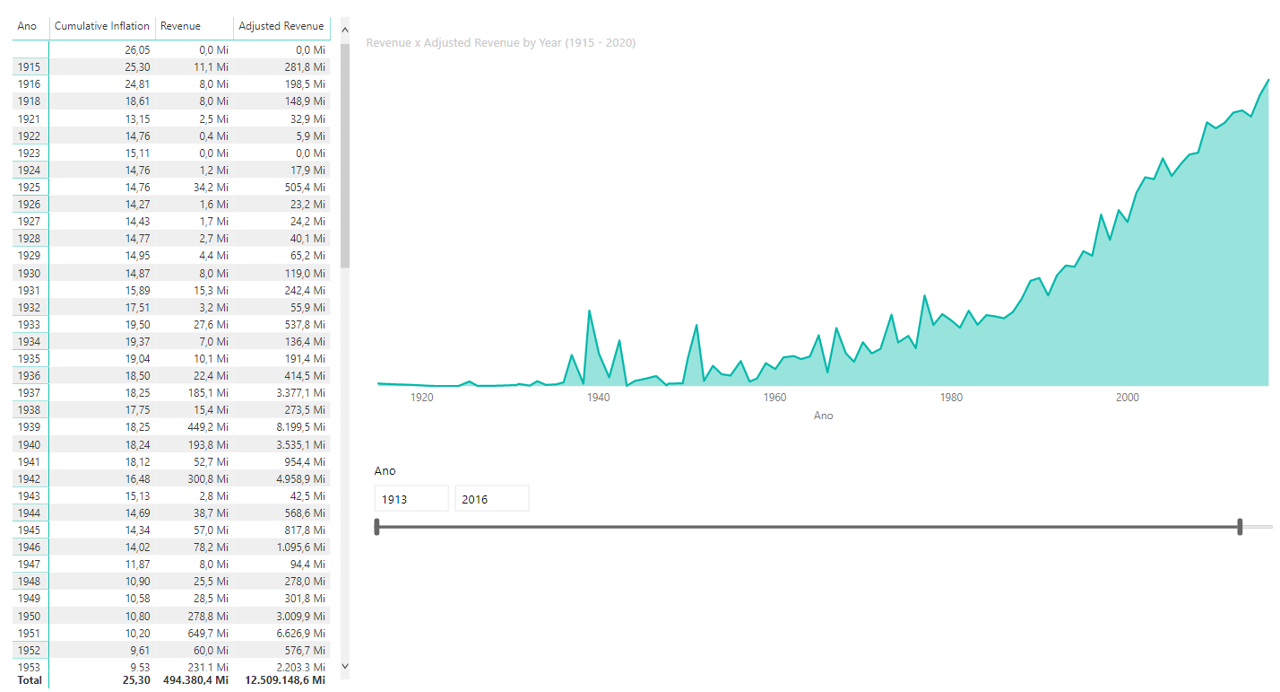 Ano Cumulative Inflation Revenue Adjusted Revenue
26,05 0,0 Mi 0,0 Mi
1915 25,30 11,1 Mi 281,8 Mi
1916 24,81 8,0 Mi 198,5 Mi
1918 18,61 8,0 Mi 148,9 Mi
1921 13,15 2,5 Mi 32,9 Mi
1922 14,76 0,4 Mi 5,9 Mi
1923 15,11 0,0 Mi 0,0 Mi
1924 14,76 1,2 Mi 17,9 Mi
1925 14,76 34,2 Mi 505,4 Mi
1926 14,27 1,6 Mi 23,2 Mi
1927 14,43 1,7 Mi 24,2 Mi
1928 14,77 2,7 Mi 40,1 Mi
1929 14,95 4,4 Mi 65,2 Mi
1930 14,87 8,0 Mi 119,0 Mi
1931 15,89 15,3 Mi 242,4 Mi
1932 17,51 3,2 Mi 55,9 Mi
1933 19,50 27,6 Mi 537,8 Mi
1934 19,37 7,0 Mi 136,4 Mi
1935 19,04 10,1 Mi 191,4 Mi
1936 18,50 22,4 Mi 414,5 Mi
1937 18,25 185,1 Mi 3.377,1 Mi
1938 17,75 15,4 Mi 273,5 Mi
1939 18,25 449,2 Mi 8.199,5 Mi
1940 18,24 193,8 Mi 3.535,1 Mi
1941 18,12 52,7 Mi 954,4 Mi
1942 16,48 300,8 Mi 4.958,9 Mi
1943 15,13 2,8 Mi 42,5 Mi
1944 14,69 38,7 Mi 568,6 Mi
1945 14,34 57,0 Mi 817,8 Mi
1946 14,02 78,2 Mi 1.095,6 Mi
1947 11,87 8,0 Mi 94,4 Mi
1948 10,90 25,5 Mi 278,0 Mi
1949 10,58 28,5 Mi 301,8 Mi
1950 10,80 278,8 Mi 3.009,9 Mi
1951 10,20 649,7 Mi 6.626,9 Mi
1952 9,61 60,0 Mi 576,7 Mi
1953 9,53 231,1 Mi 2.203,3 Mi
Total 25,30 494.380,4 Mi 12.509.148,6 Mi
Revenue x Adjusted Revenue by Year (1915 - 2020)
1920 1940 1960 1980 2000
Ano
Ano
1913 2016